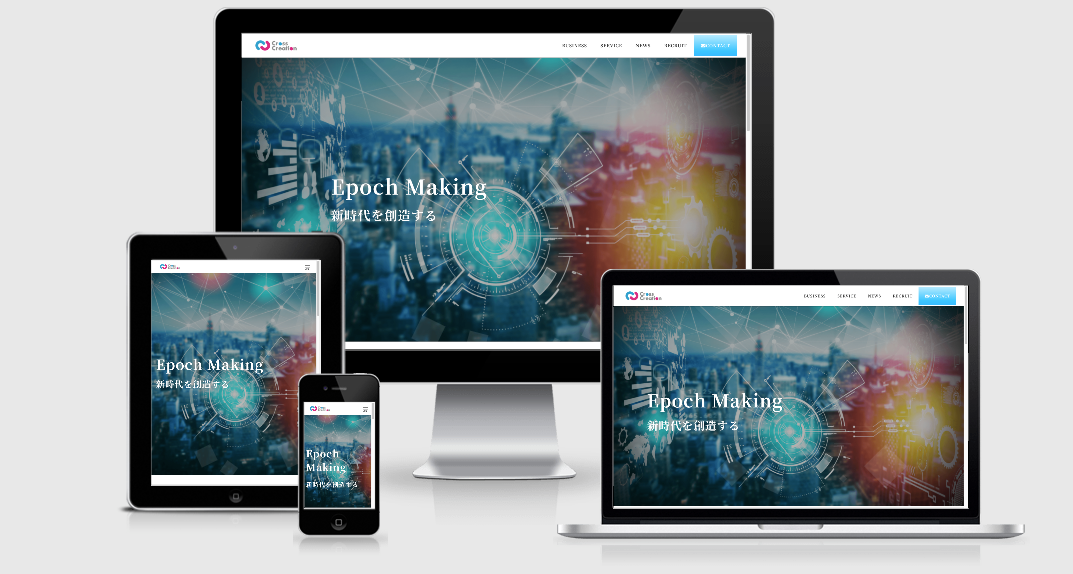 Cross
Creation
BUSINESS SERVICE NEWS RECRUIT CONTACT
Epoch Making
新時代を創造する
Cross
Creation
Epoch Making
新時代を創造する
Cross
Creation
Epoch
Making
新時代を創造する
Cross
Creation
BUSINESS SERVICE NEWS RECRUIT CONTACT
Epoch Making
新時代を創造する